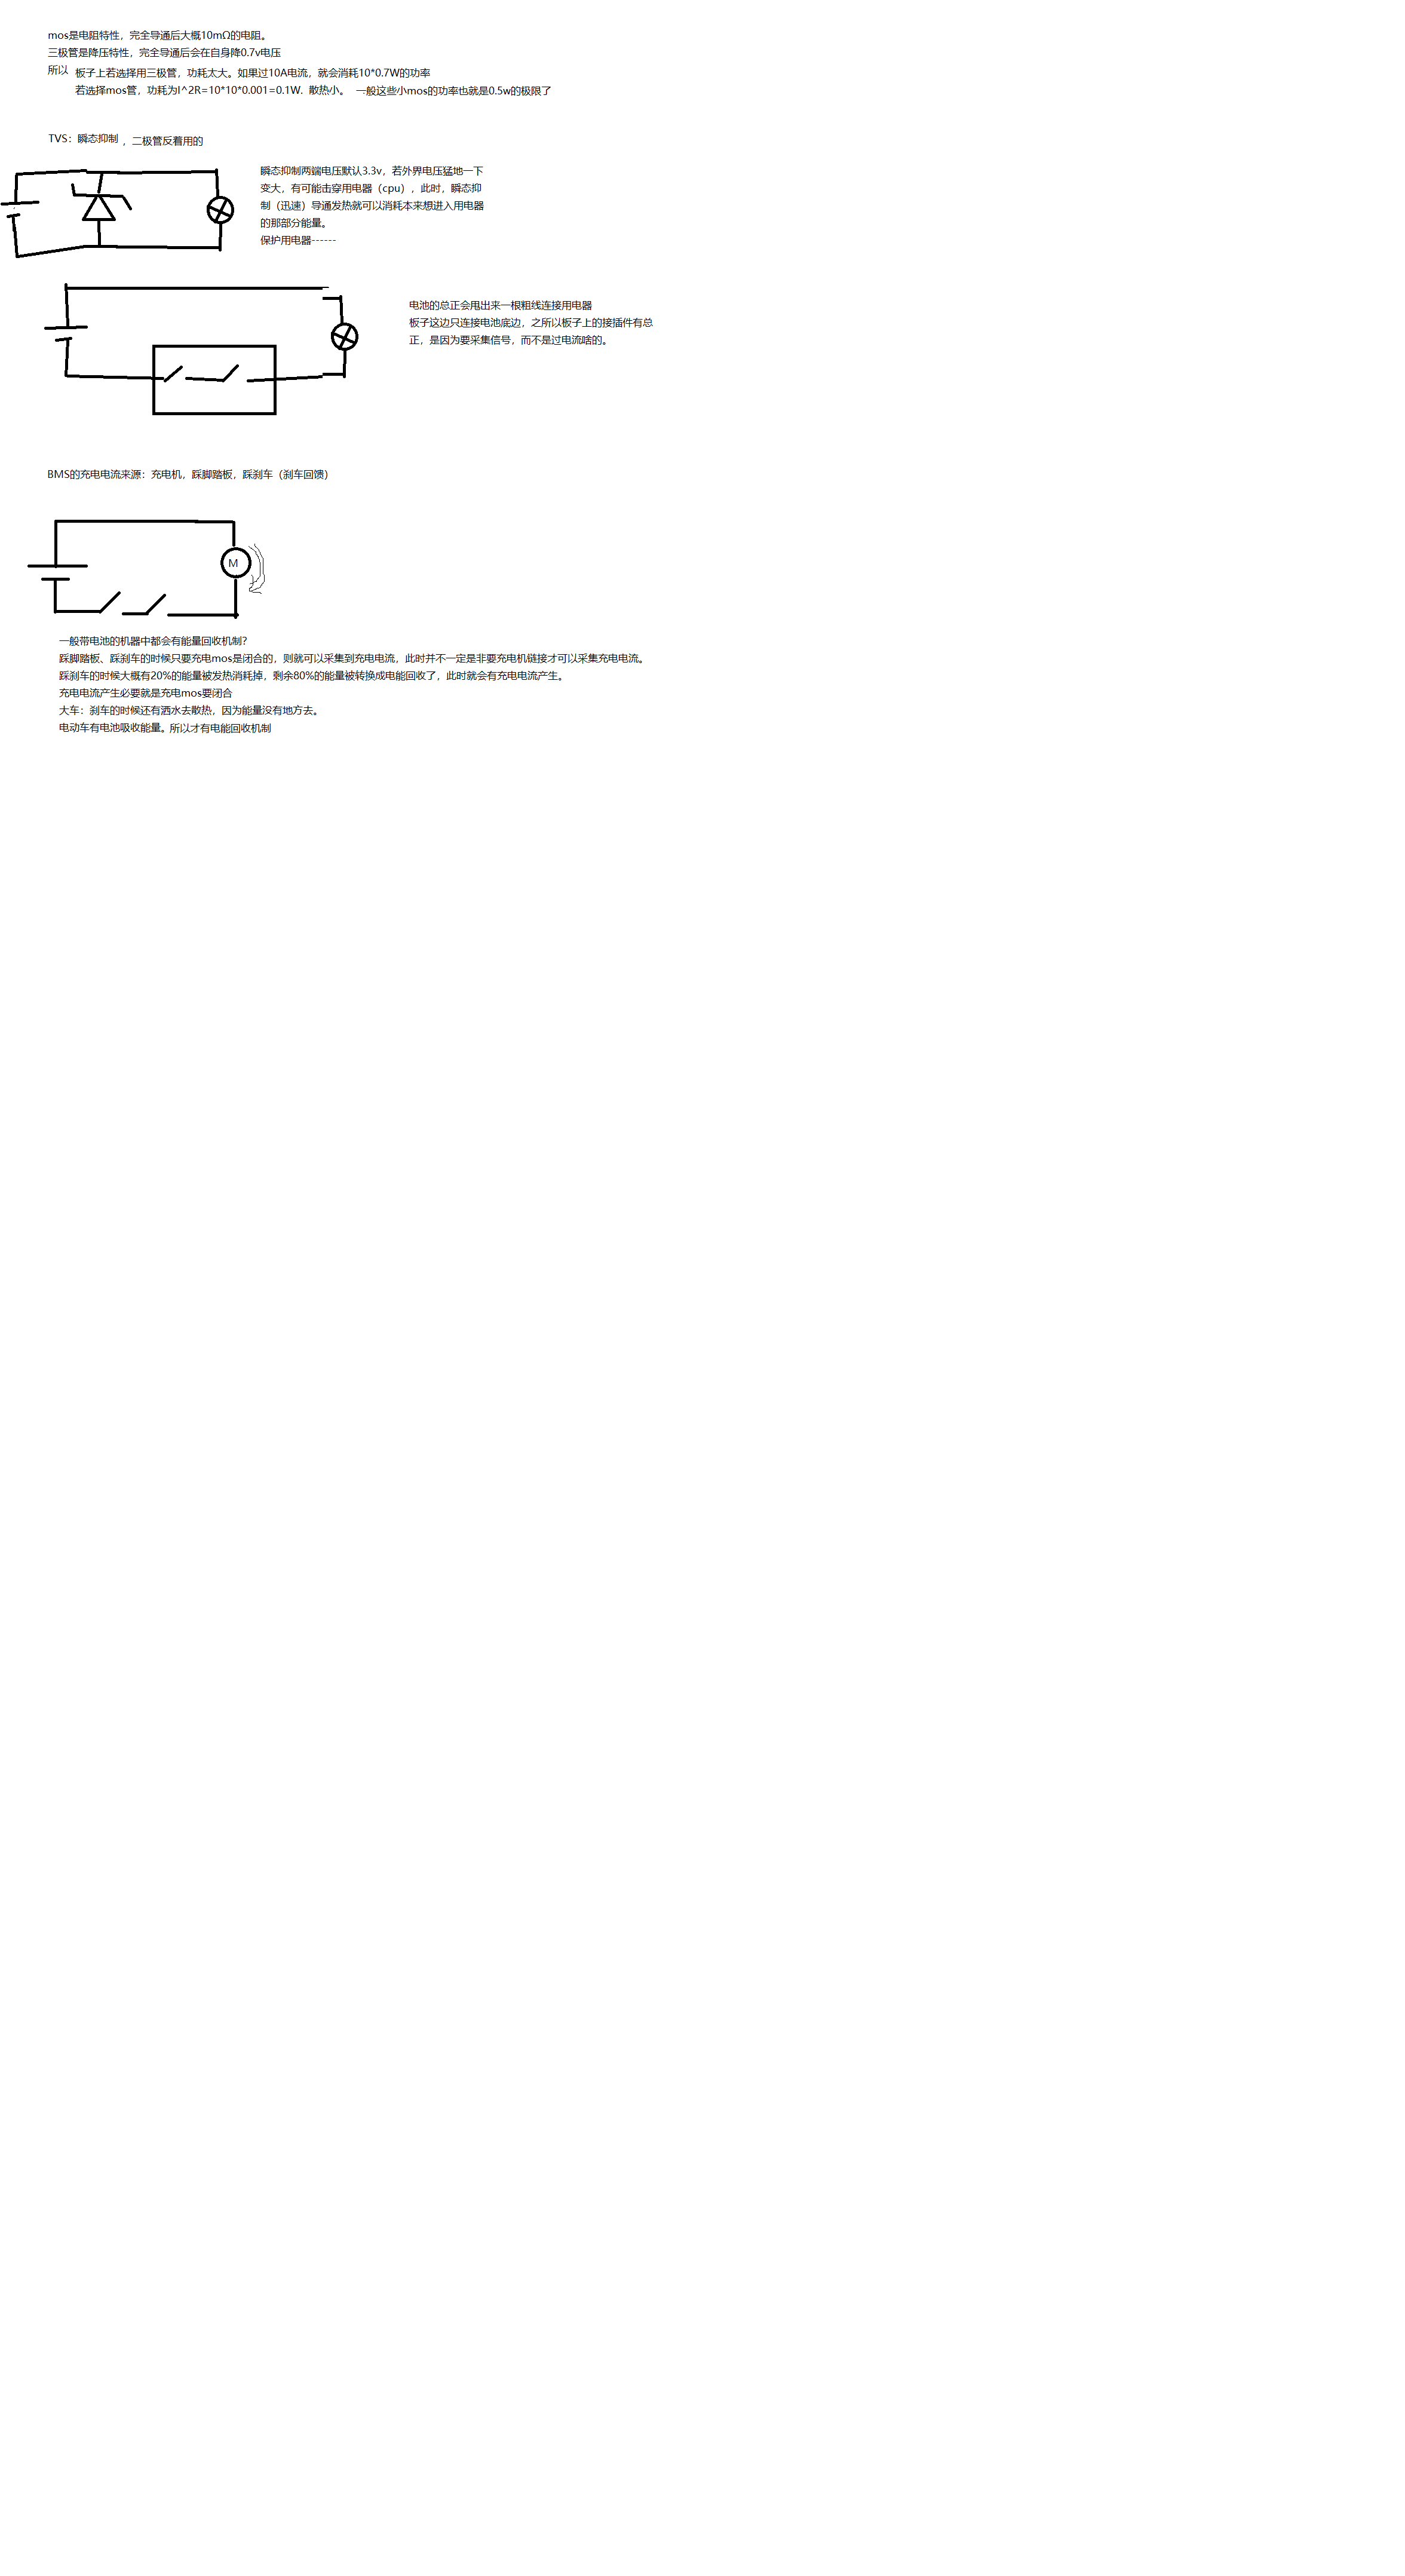 mos是电阻特性，完全导通后大概10mΩ的电阻。
三极管是降压特性，完全导通后会在自身降0.7v电压
所以 板子上若选择用三极管，功耗太大。如果过10A电流，就会消耗10*0.7W的功率
若选择mos管，功耗为I^2R=10*10*0.001=0.1W．散热小。 一般这些小mos的功率也就是0.5w的极限了
TVS：瞬态抑制 ，二极管反着用的
瞬态抑制两端电压默认3.3v，若外界电压猛地一下
变大，有可能击穿用电器（cpu），此时，瞬态抑
制（迅速）导通发热就可以消耗本来想进入用电器
的那部分能量。
保护用电器------
电池的总正会甩出来一根粗线连接用电器
板子这边只连接电池底边，之所以板子上的接插件有总
正，是因为要采集信号，而不是过电流啥的。
BMS的充电电流来源：充电机，踩脚踏板，踩刹车（刹车回馈）
M
一般带电池的机器中都会有能量回收机制?
踩脚踏板、踩刹车的时候只要充电mos是闭合的，则就可以采集到充电电流，此时并不一定是非要充电机链接才可以采集充电电流。
踩刹车的时候大概有20%的能量被发热消耗掉，剩余80%的能量被转换成电能回收了，此时就会有充电电流产生。
充电电流产生必要就是充电mos要闭合
大车：刹车的时候还有洒水去散热，因为能量没有地方去。
电动车有电池吸收能量。所以才有电能回收机制